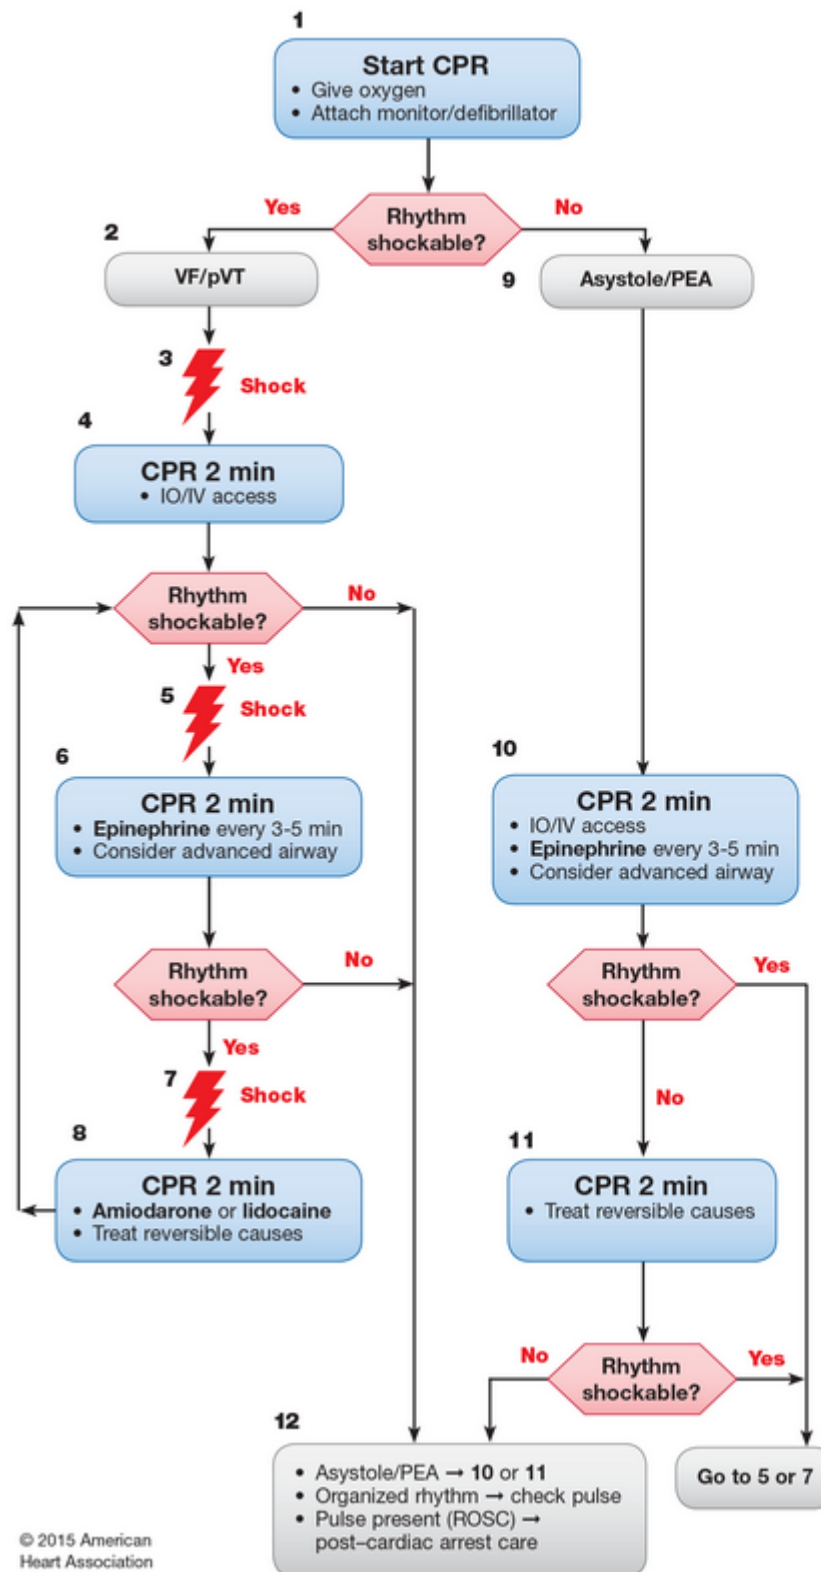 1
Start CPR
• Give oxygen
• Attach monitor/defibrillator
Yes
Rhythm
shockable?
No
2
VF/pVT
9
Asystole/PEA
3
Shock
4
CPR 2 min
• IO/IV access
Rhythm
shockable?
No
Yes
5
Shock
6
CPR 2 min
• Epinephrine every 3-5 min
• Consider advanced airway
10
CPR 2 min
• IO/IV access
• Epinephrine every 3-5 min
• Consider advanced airway
Rhythm
shockable?
No
Yes
Rhythm
shockable?
Yes
No
7
Shock
8
CPR 2 min
• Amiodarone or lidocaine
• Treat reversible causes
11
CPR 2 min
• Treat reversible causes
No
Rhythm
shockable?
Yes
12
• Asystole/PEA → 10 or 11
• Organized rhythm → check pulse
• Pulse present (ROSC) →
post–cardiac arrest care
Go to 5 or 7
© 2015 American
Heart Association